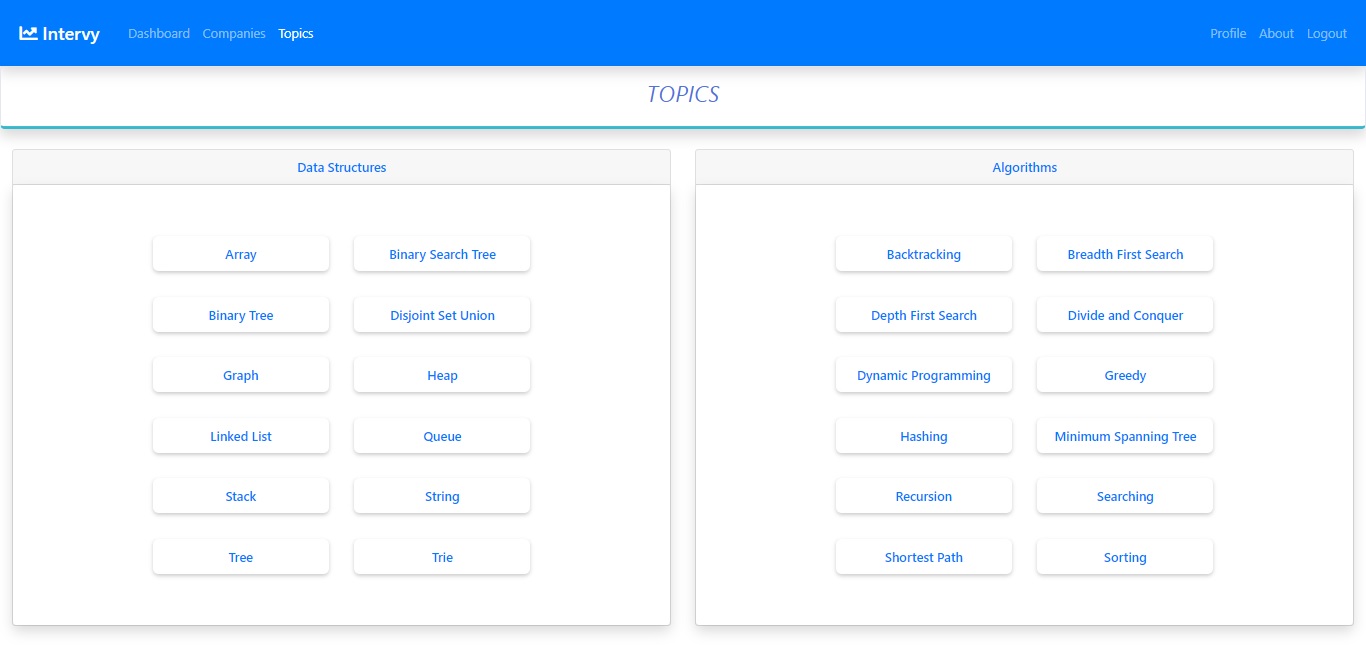 Intervy Dashboard Companies Topics Profile About Logout
TOPICS
Data Structures
Array Binary Search Tree
Binary Tree Disjoint Set Union
Graph Heap
Linked List Queue
Stack String
Tree Trie
Algorithms
Backtracking Breadth First Search
Depth First Search Divide and Conquer
Dynamic Programming Greedy
Hashing Minimum Spanning Tree
Recursion Searching
Shortest Path Sorting